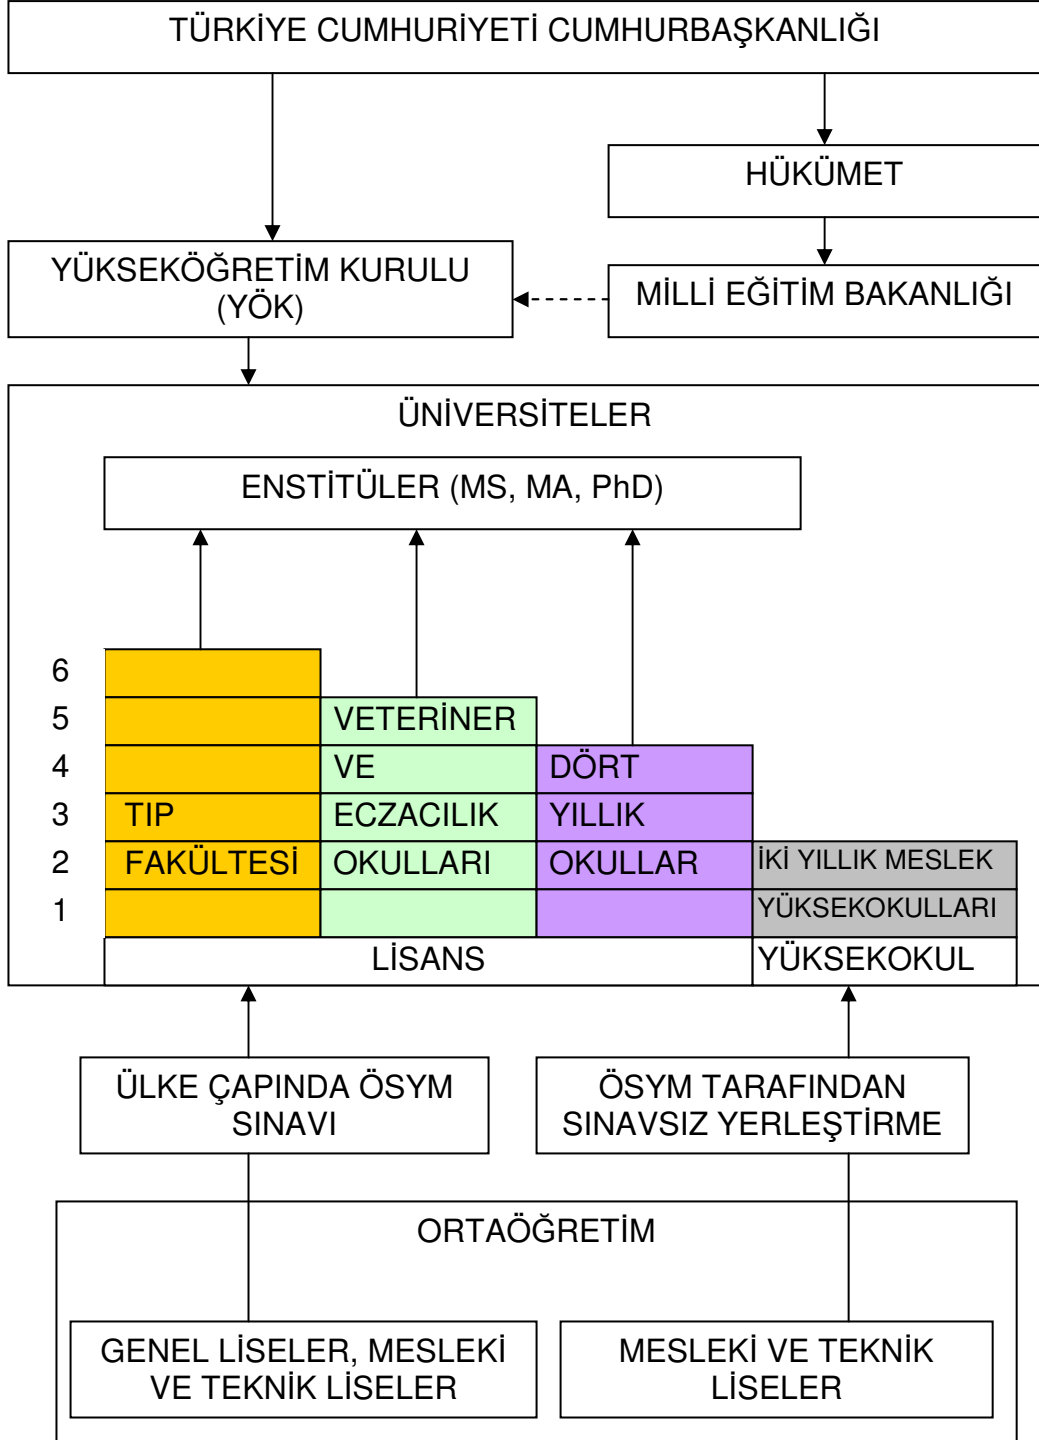 TÜRKİYE CUMHURİYETİ CUMHURBAŞKANLIĞI
HÜKÜMET
YÜKSEKÖĞRETİM KURULU
(YÖK)
MİLLİ EĞİTİM BAKANLIĞI
ÜNİVERSİTELER
ENSTİTÜLER (MS, MA, PhD)
6
5 VETERİNER
4 VE DÖRT
3 TIP ECZACILIK YILLIK
2 FAKÜLTESİ OKULLARI OKULLAR İKİ YILLIK MESLEK
1 YÜKSEKOKULLARI
LİSANS YÜKSEKOKUL
ÜLKE ÇAPINDA ÖSYM
SINAVI
ÖSYM TARAFINDAN
SINAVSIZ YERLEŞTİRME
ORTAÖĞRETİM
GENEL LİSELER, MESLEKİ
VE TEKNİK LİSELER
MESLEKİ VE TEKNİK
LİSELER